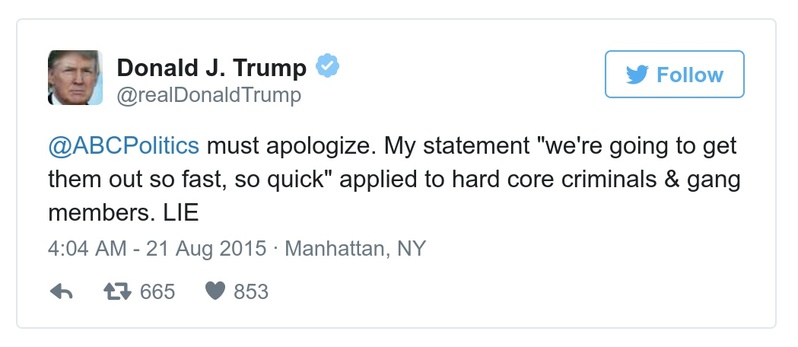 Donald J. Trump
@realDonaldTrump
Follow
@ABCPolitics must apologize. My statement "we're going to get
them out so fast, so quick" applied to hard core criminals & gang
members. LIE
4:04 AM - 21 Aug 2015 · Manhattan, NY
665 853